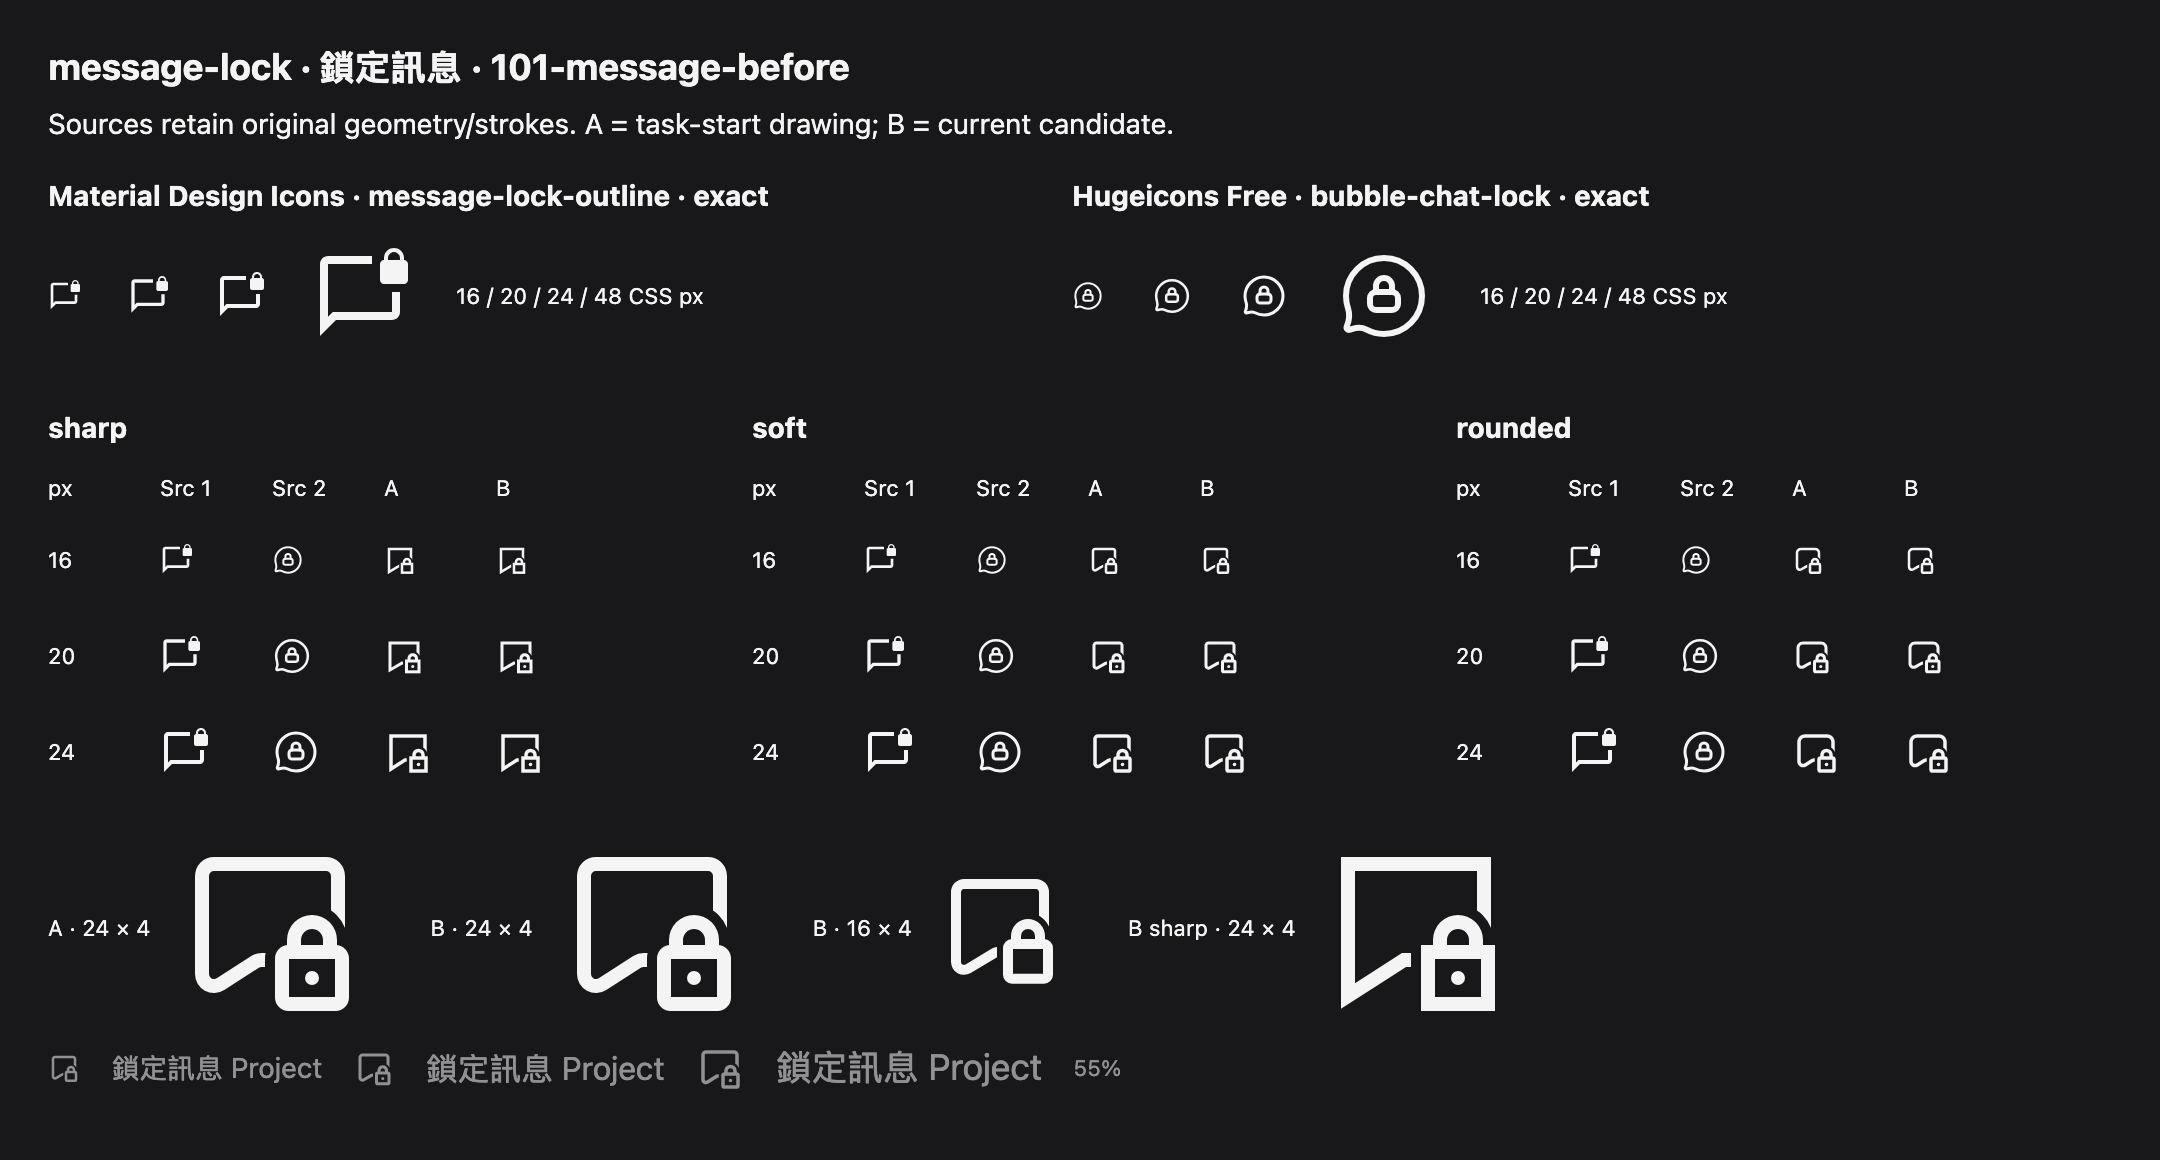 message-lock · 鎖定訊息 · 101-message-before
Sources retain original geometry/strokes. A = task-start drawing; B = current candidate.
Material Design Icons · message-lock-outline · exact
16 / 20 / 24 / 48 CSS px
Hugeicons Free · bubble-chat-lock · exact
16 / 20 / 24 / 48 CSS px
sharp
px Src 1 Src 2 A B
16
20
24
soft
px Src 1 Src 2 A B
16
20
24
rounded
px Src 1 Src 2 A B
16
20
24
A · 24 × 4
B · 24 × 4
B · 16 × 4
B sharp · 24 × 4
鎖定訊息 Project
鎖定訊息 Project
鎖定訊息 Project
55%